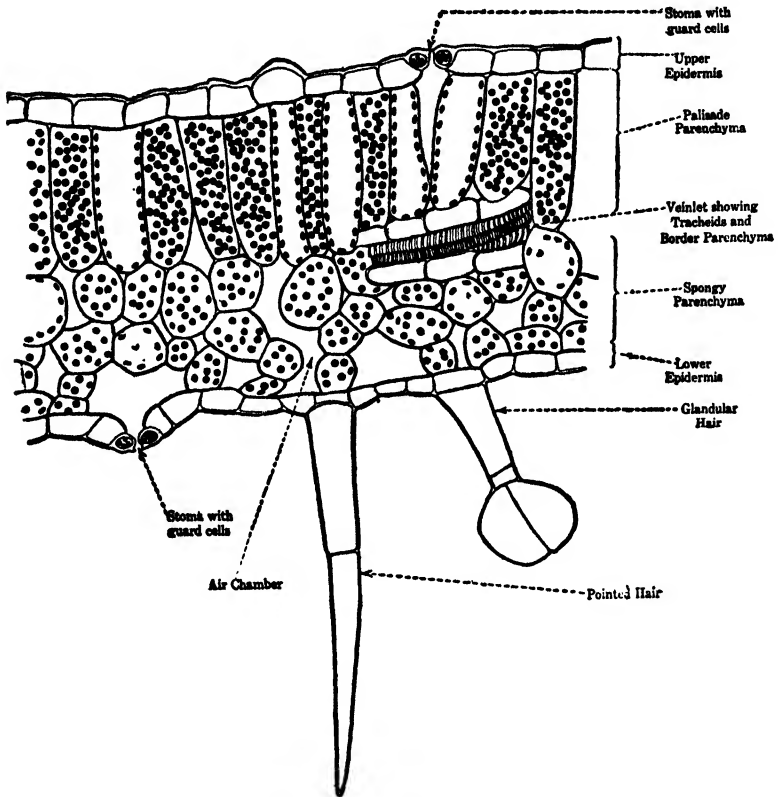 Stoma with
guard cells
Upper
Epidermis
Palisade
Parenchyma
Veinlet showing
Tracheids and
Border Parenchyma
Spongy
Parenchyma
Lower
Epidermis
Glandular
Hair
Stoma with
guard cells
Air Chamber
Pointed Hair